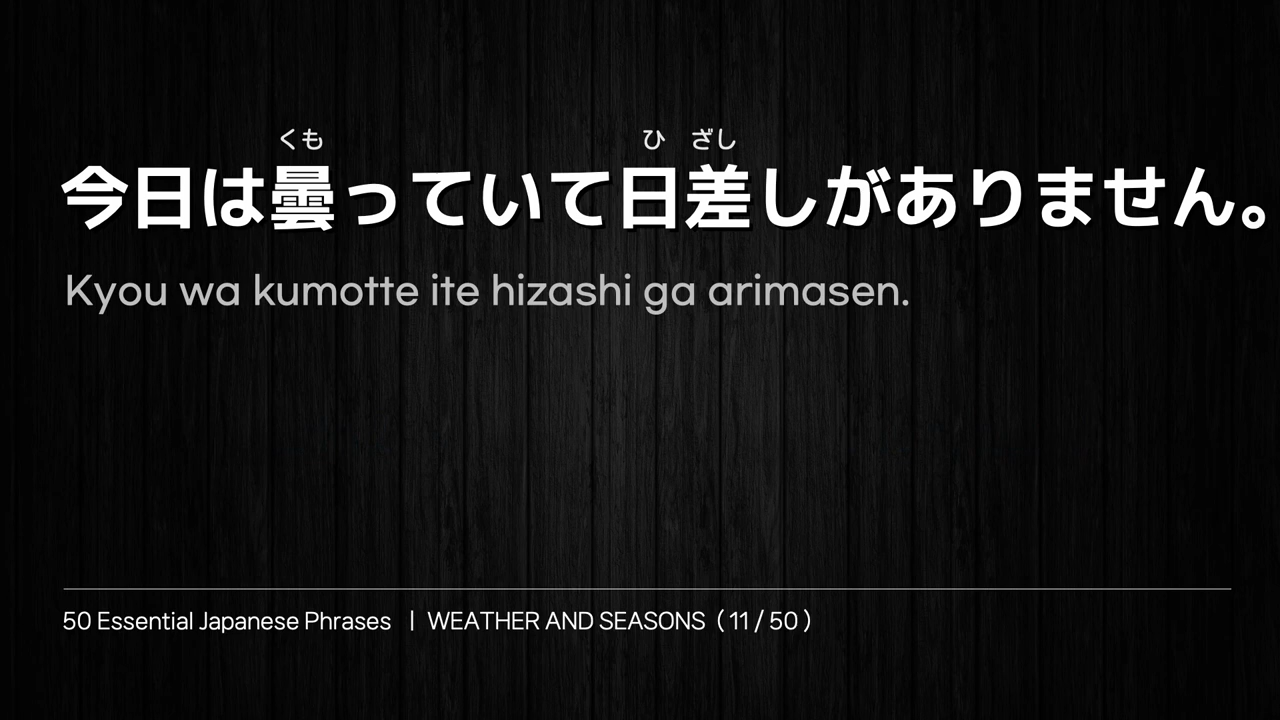 くも ひ ざし
今日は曇っていて日差しがありません。
Kyou wa kumotte ite hizashi ga arimasen.
50 Essential Japanese Phrases | WEATHER AND SEASONS ( 11 / 50 )